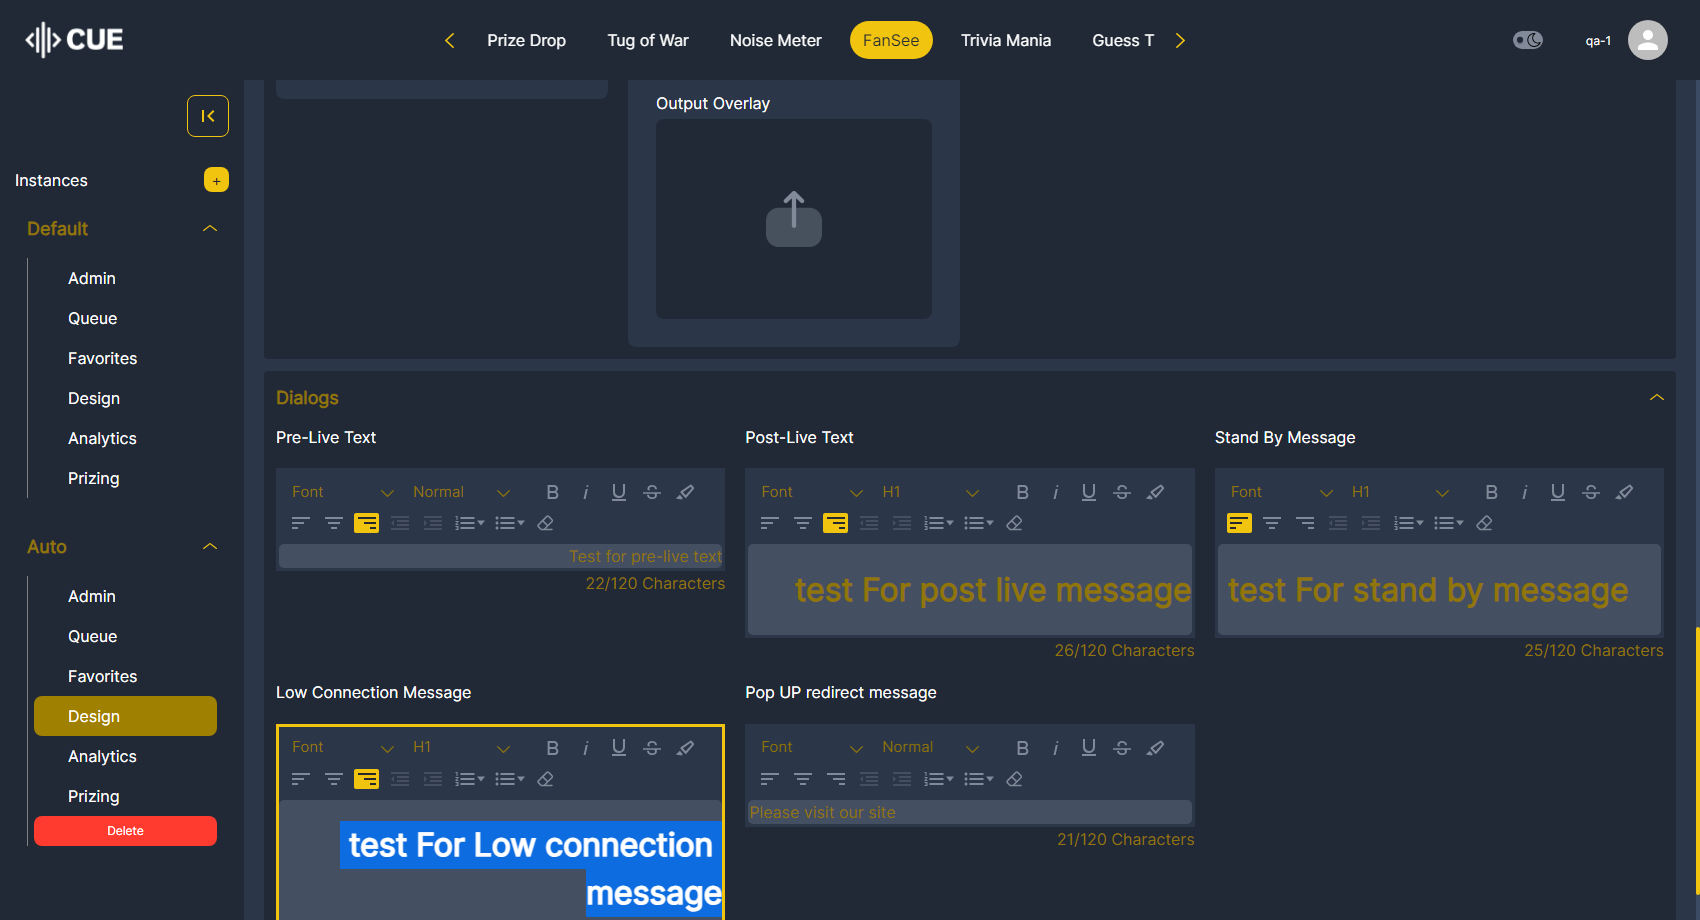 CUE
Prize Drop
Tug of War
Noise Meter
FanSee
Trivia Mania
Guess T
qa-1
Instances
+
Default
Admin
Queue
Favorites
Design
Analytics
Prizing
Auto
Admin
Queue
Favorites
Design
Analytics
Prizing
Delete
Output Overlay
Dialogs
Pre-Live Text
Font
Normal
B i U S
Test for pre-live text
22/120 Characters
Post-Live Text
Font
H1
B i U S
test For post live message
26/120 Characters
Stand By Message
Font
H1
B i U S
test For stand by message
25/120 Characters
Low Connection Message
Font
H1
B i U S
test For Low connection
message
Pop UP redirect message
Font
Normal
B i U S
Please visit our site
21/120 Characters